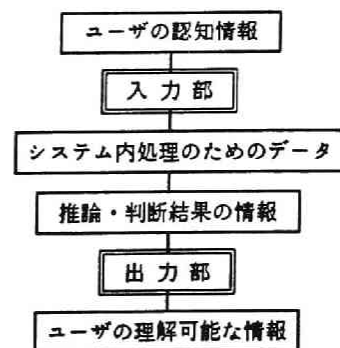 ユーザの認知情報
入力部
システム内処理のためのデータ
推論・判断結果の情報
出力部
ユーザの理解可能な情報